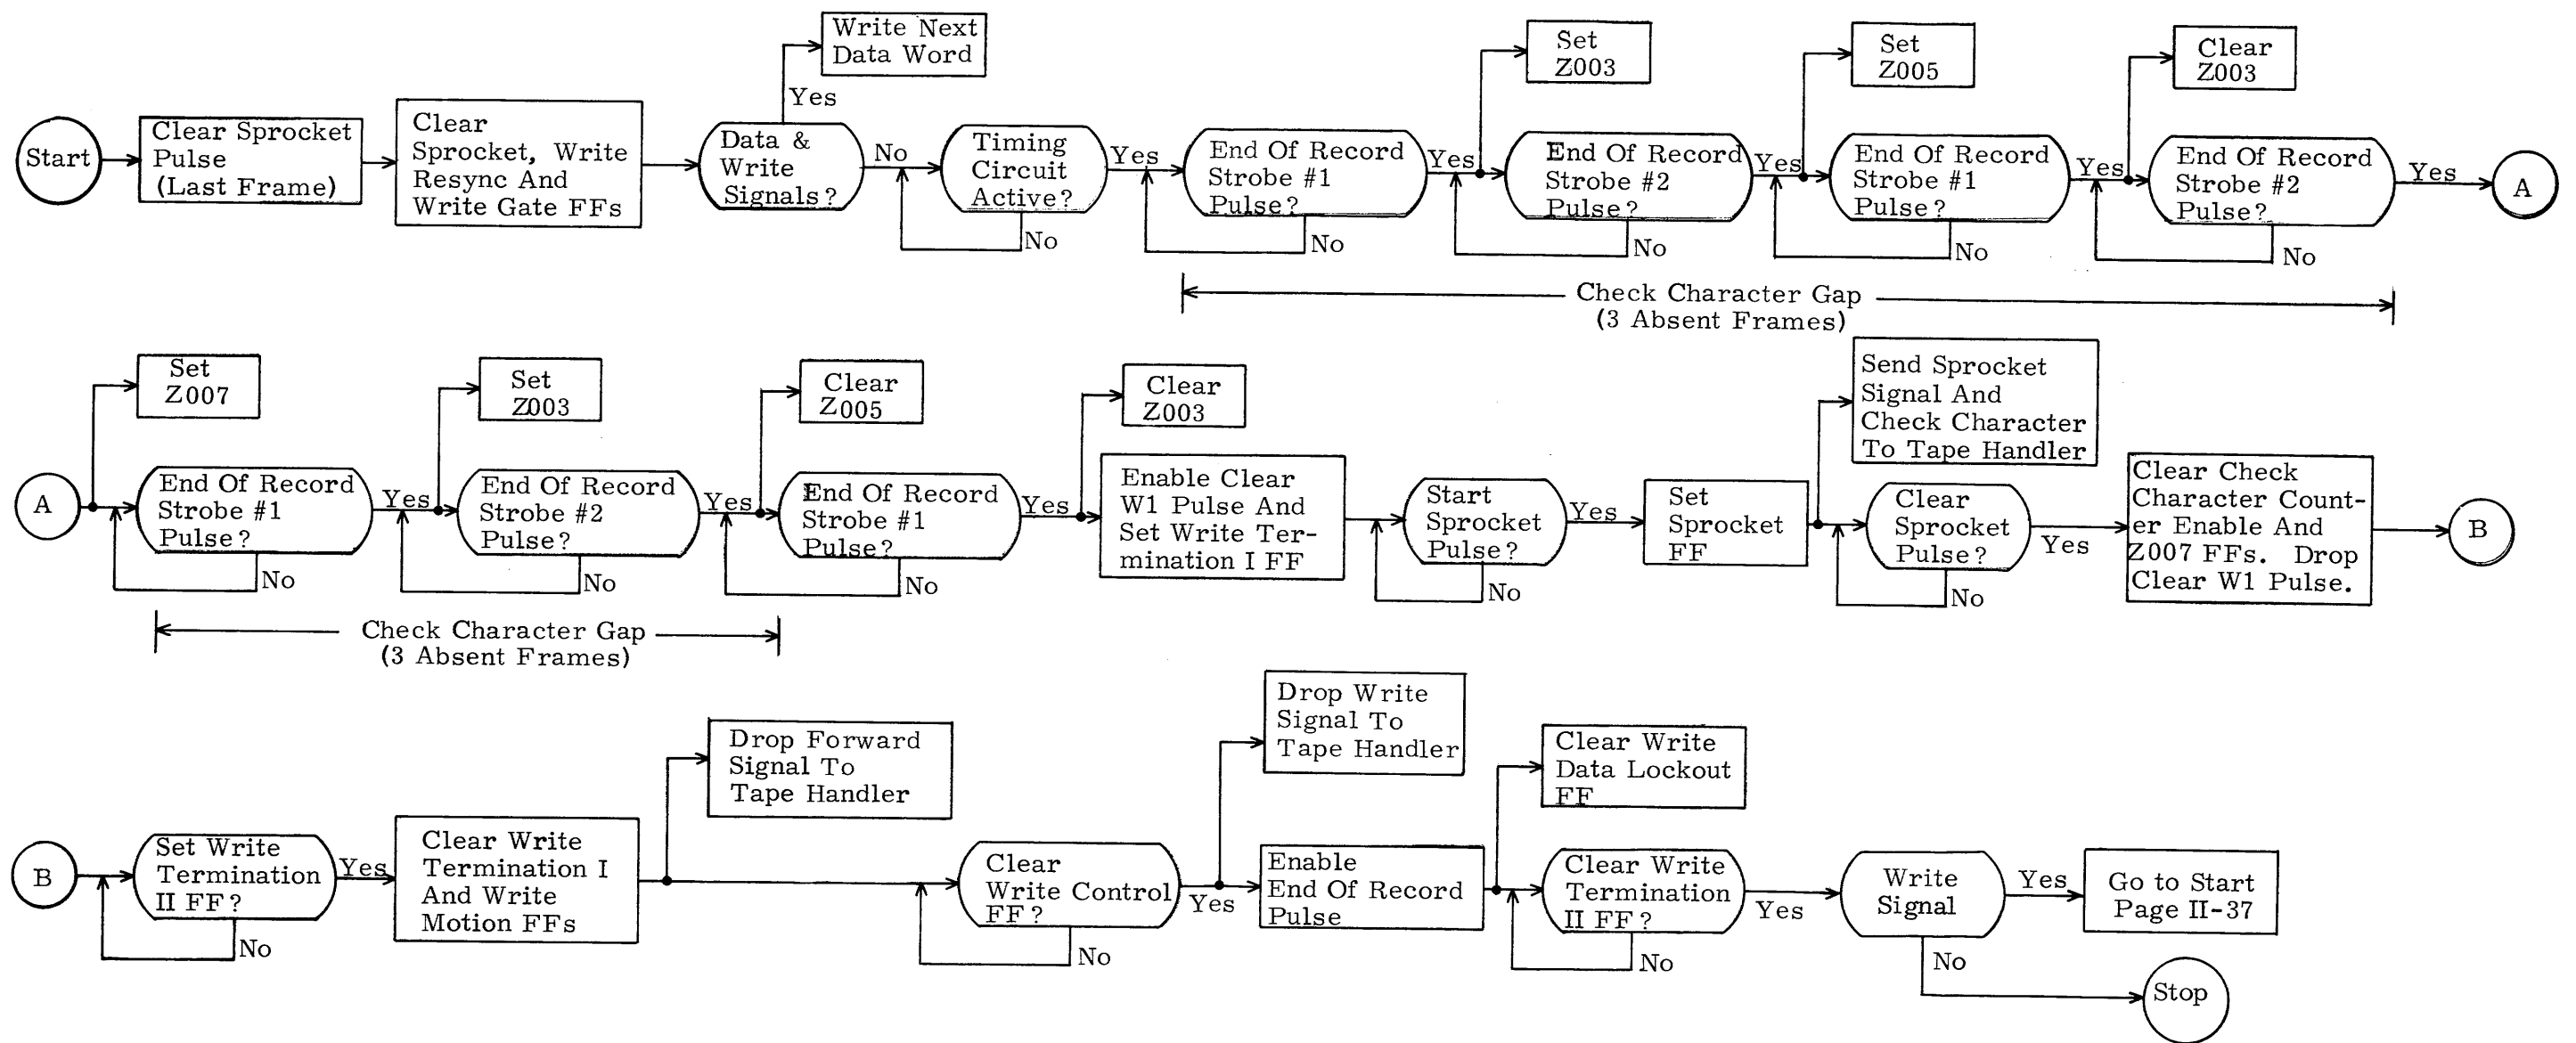 Start
Clear Sprocket
Pulse
(Last Frame)
Clear
Sprocket, Write
Resync And
Write Gate FFs
Data &
Write
Signals?
Yes
Write Next
Data Word
No
Timing
Circuit
Active?
No
Yes
End Of Record
Strobe #1
Pulse?
No
Yes
Set
Z003
End Of Record
Strobe #2
Pulse?
No
Yes
Set
Z005
End Of Record
Strobe #1
Pulse?
No
Yes
Clear
Z003
End Of Record
Strobe #2
Pulse?
No
Yes
A
Check Character Gap
(3 Absent Frames)
A
Set
Z007
End Of Record
Strobe #1
Pulse?
No
Yes
Set
Z003
End Of Record
Strobe #2
Pulse?
No
Yes
Clear
Z005
End Of Record
Strobe #1
Pulse?
No
Yes
Clear
Z003
Enable Clear
W1 Pulse And
Set Write Ter-
mination I FF
Start
Sprocket
Pulse?
No
Yes
Set
Sprocket
FF
Send Sprocket
Signal And
Check Character
To Tape Handler
Clear
Sprocket
Pulse?
No
Yes
Clear Check
Character Count-
er Enable And
Z007 FFs. Drop
Clear W1 Pulse.
B
Check Character Gap
(3 Absent Frames)
B
Set Write
Termination
II FF?
No
Yes
Clear Write
Termination I
And Write
Motion FFs
Drop Forward
Signal To
Tape Handler
Clear
Write Control
FF?
No
Yes
Drop Write
Signal To
Tape Handler
Enable
End Of Record
Pulse
Clear Write
Data Lockout
FF
Clear Write
Termination
II FF?
No
Yes
Write
Signal
Yes
Go to Start
Page II-37
No
Stop